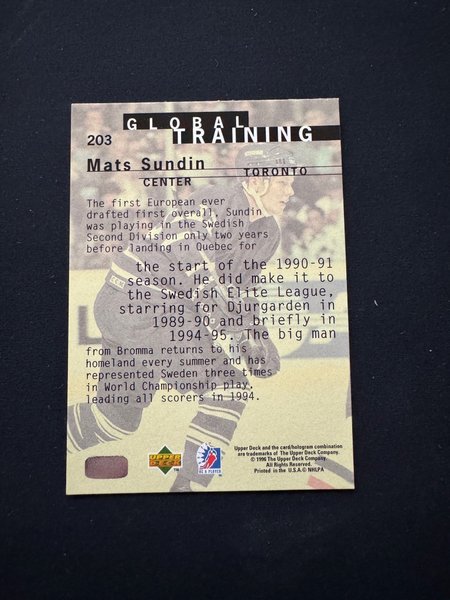 GLOBAL
203 TRAINING
Mats Sundin
TORONTO
CENTER
The first European ever
drafted first overall, Sundin
was playing in the Swedish
Second Division only two years
before landing in Quebec for
the start of the 1990-91
season. He did make it to
the Swedish Elite League,
starring for Djurgarden in
1989-90 and briefly in
1994-95. The big man
from Bromma returns to his
homeland every summer and has
represented Sweden three times
in World Championship play,
leading all scorers in 1994.
UPPER
DECK
TM
BE A PLAYER
Upper Deck and the card/hologram combination
are trademarks of The Upper Deck Company.
© 1996 The Upper Deck Company.
All Rights Reserved.
Printed in the U.S.A. © NHLPA